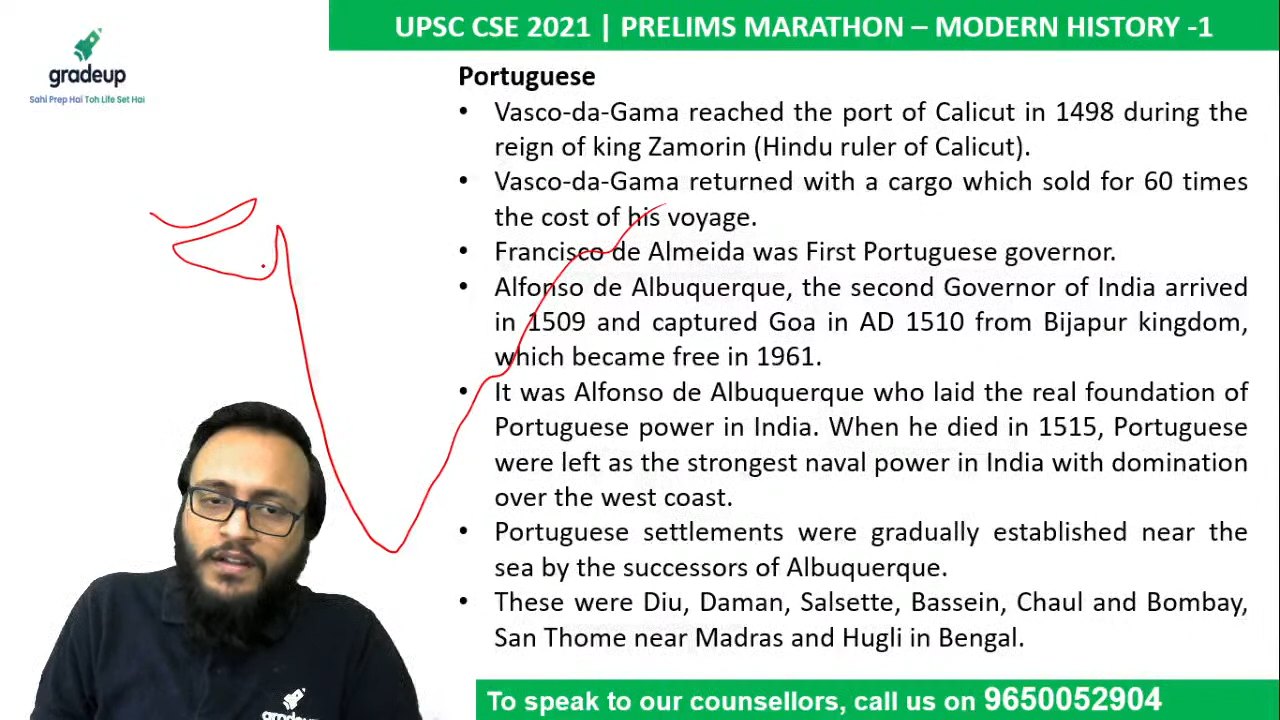 UPSC CSE 2021 | PRELIMS MARATHON – MODERN HISTORY -1
gradeup
Sahi Prep Hai Toh Life Set Hai
Portuguese
• Vasco-da-Gama reached the port of Calicut in 1498 during the
reign of king Zamorin (Hindu ruler of Calicut).
• Vasco-da-Gama returned with a cargo which sold for 60 times
the cost of his voyage.
• Francisco de Almeida was First Portuguese governor.
• Alfonso de Albuquerque, the second Governor of India arrived
in 1509 and captured Goa in AD 1510 from Bijapur kingdom,
which became free in 1961.
• It was Alfonso de Albuquerque who laid the real foundation of
Portuguese power in India. When he died in 1515, Portuguese
were left as the strongest naval power in India with domination
over the west coast.
• Portuguese settlements were gradually established near the
sea by the successors of Albuquerque.
• These were Diu, Daman, Salsette, Bassein, Chaul and Bombay,
San Thome near Madras and Hugli in Bengal.
gradeup
To speak to our counsellors, call us on 9650052904